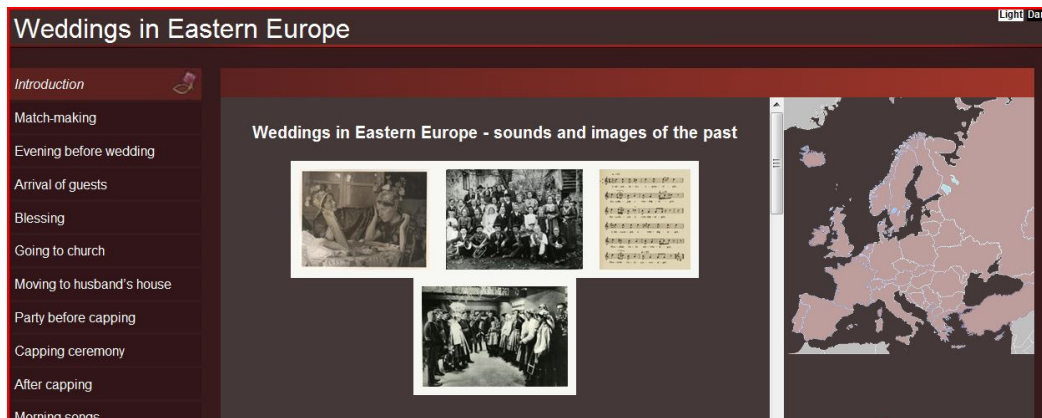 Weddings in Eastern Europe
Light
Introduction
Match-making
Evening before wedding
Arrival of guests
Blessing
Going to church
Moving to husband's house
Party before capping
Capping ceremony
After capping
Morning songs
Weddings in Eastern Europe - sounds and images of the past